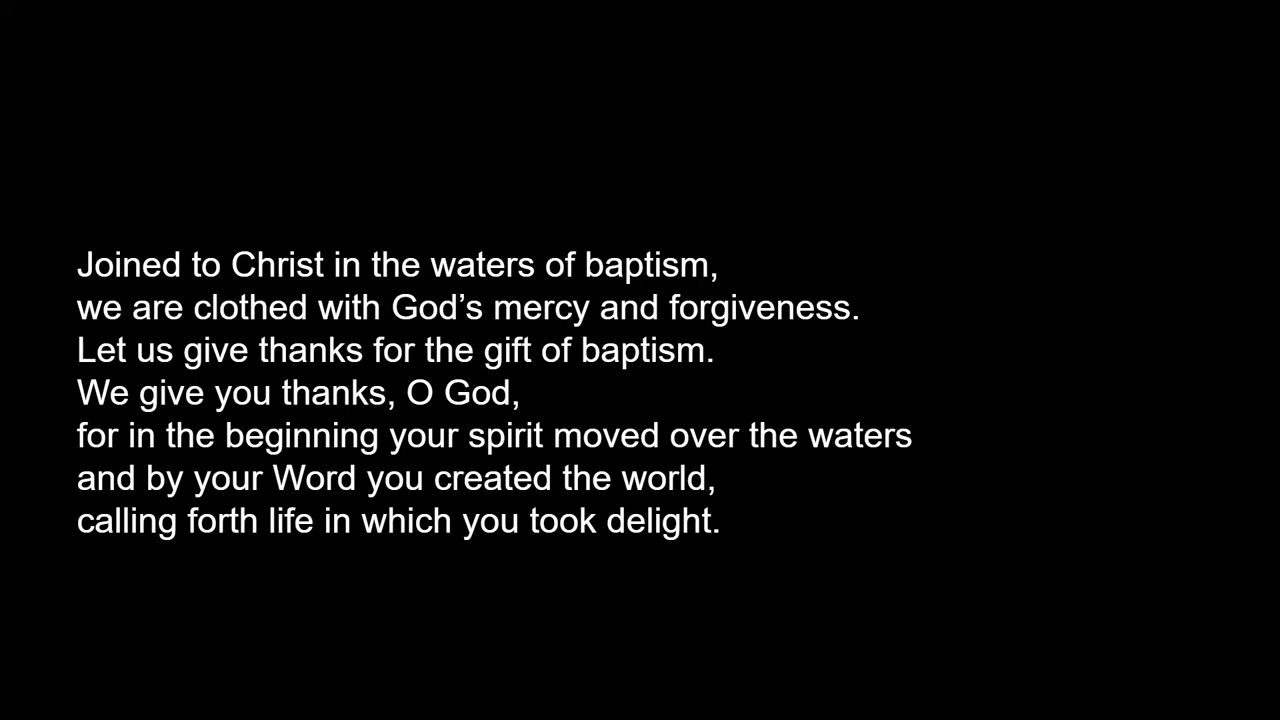 Joined to Christ in the waters of baptism,
we are clothed with God’s mercy and forgiveness.
Let us give thanks for the gift of baptism.
We give you thanks, O God,
for in the beginning your spirit moved over the waters
and by your Word you created the world,
calling forth life in which you took delight.